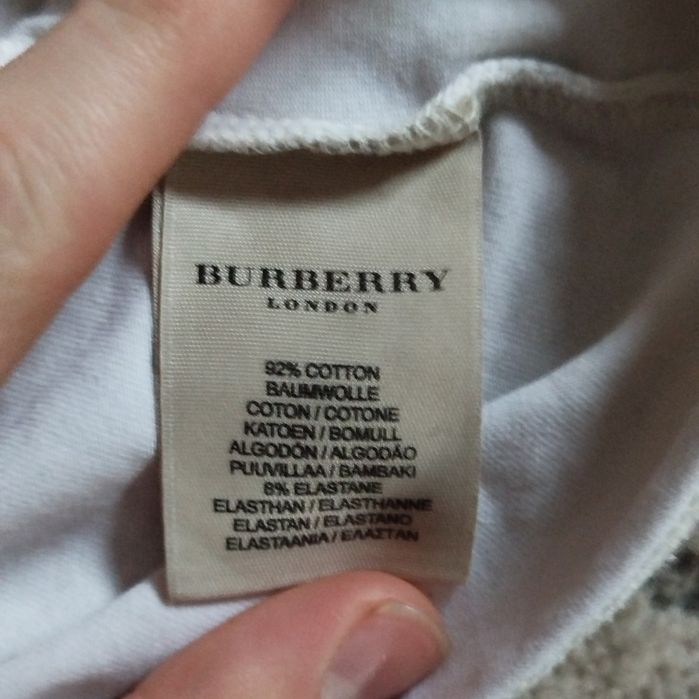 BURBERRY
LONDON
92% COTTON
BAUMWOLLE
COTON / COTONE
KATOEN / BOMULL
ALGODÓN / ALGODÃO
PUUVILLAA / BAMBAKI
8% ELASTANE
ELASTHAN / ELASTHANNE
ELASTAN / ELASTANO
ELASTAANIA / ΕΛΑΣΤΑΝ